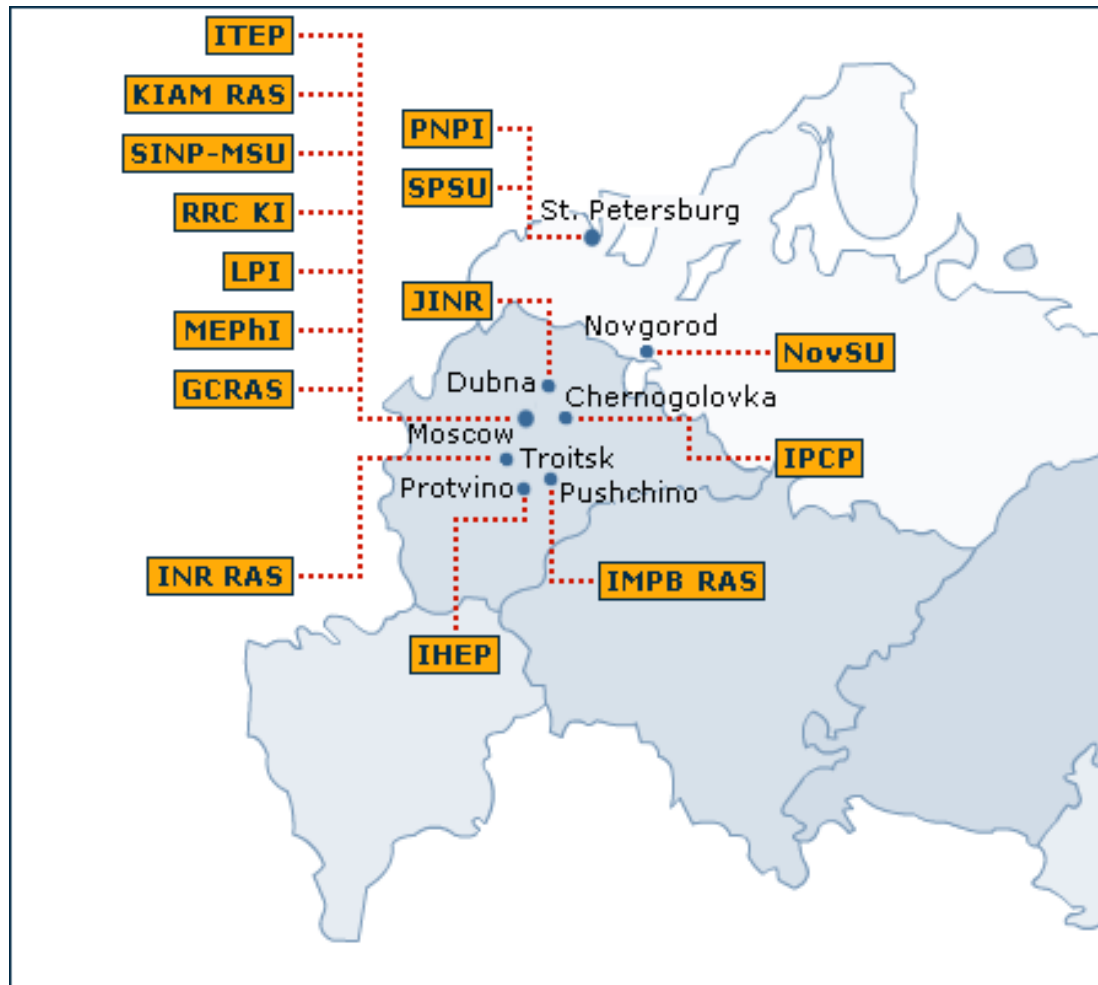 ITEP
KIAM RAS
SINP-MSU
RRC KI
LPI
MEPhI
GCRAS
INR RAS
PNPI
SPSU
St. Petersburg
JINR
Novgorod
NovSU
Dubna
Chernogolovka
Moscow
IPCP
Troitsk
Protvino
Pushchino
IMPB RAS
IHEP